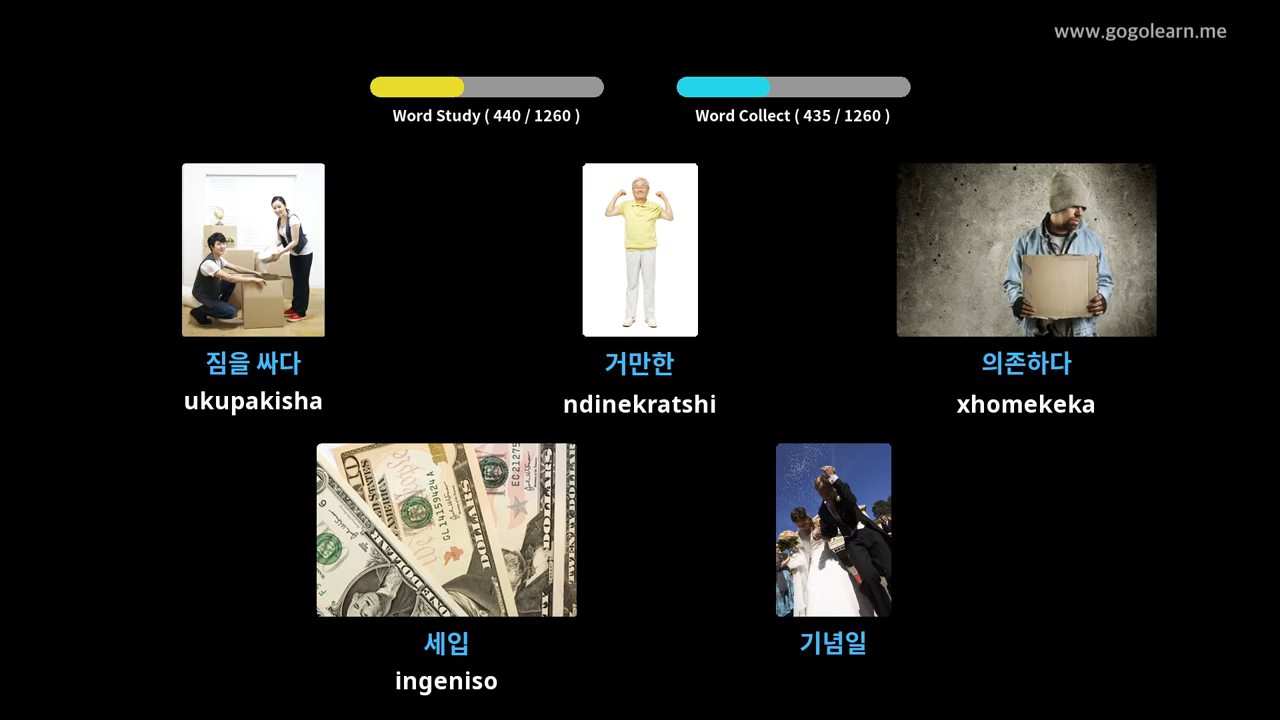 www.gogolearn.me
Word Study ( 440 / 1260 )
Word Collect ( 435 / 1260 )
짐을 싸다
ukupakisha
거만한
ndinekratshi
의존하다
xhomekeka
세입
ingeniso
기념일